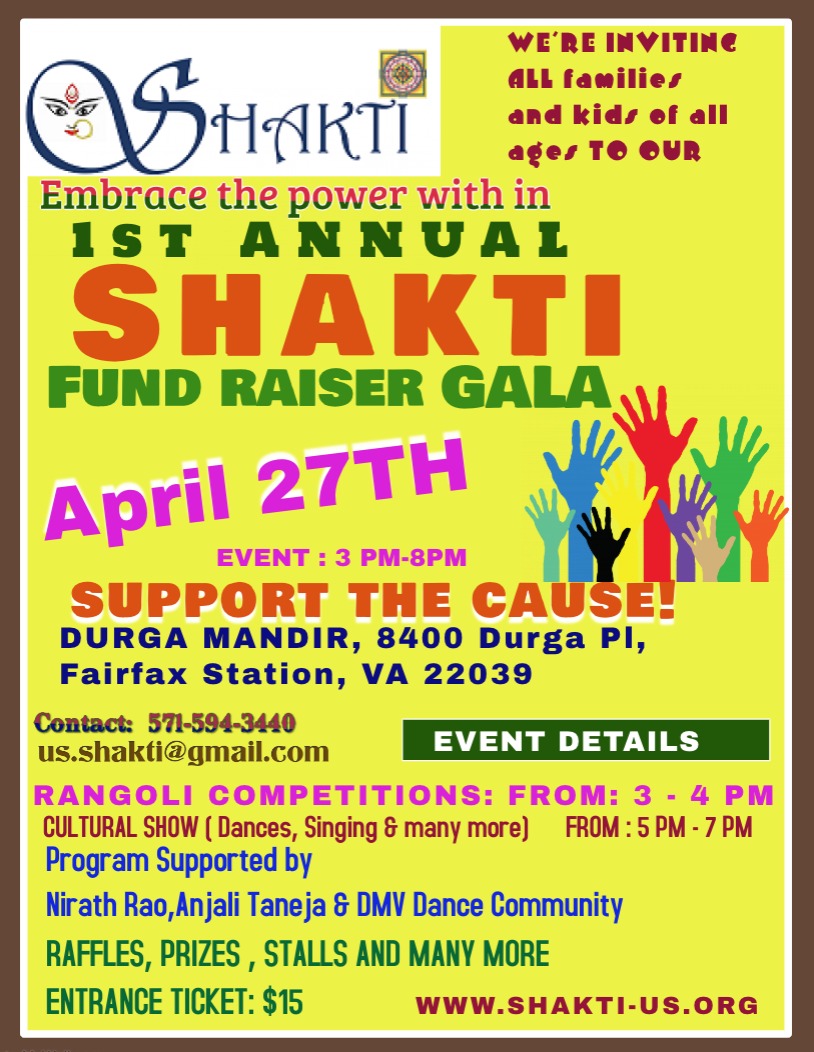 SHAKTI
WE'RE INVITING
ALL families
and kids of all
ages TO OUR
Embrace the power with in
1ST ANNUAL
SHAKTI
FUND RAISER GALA
April 27TH
EVENT : 3 PM-8PM
SUPPORT THE CAUSE!
DURGA MANDIR, 8400 Durga Pl,
Fairfax Station, VA 22039
Contact: 571-594-3440
us.shakti@gmail.com
EVENT DETAILS
RANGOLI COMPETITIONS: FROM: 3 - 4 PM
CULTURAL SHOW ( Dances, Singing & many more) FROM : 5 PM - 7 PM
Program Supported by
Nirath Rao,Anjali Taneja & DMV Dance Community
RAFFLES, PRIZES , STALLS AND MANY MORE
ENTRANCE TICKET: $15
WWW.SHAKTI-US.ORG